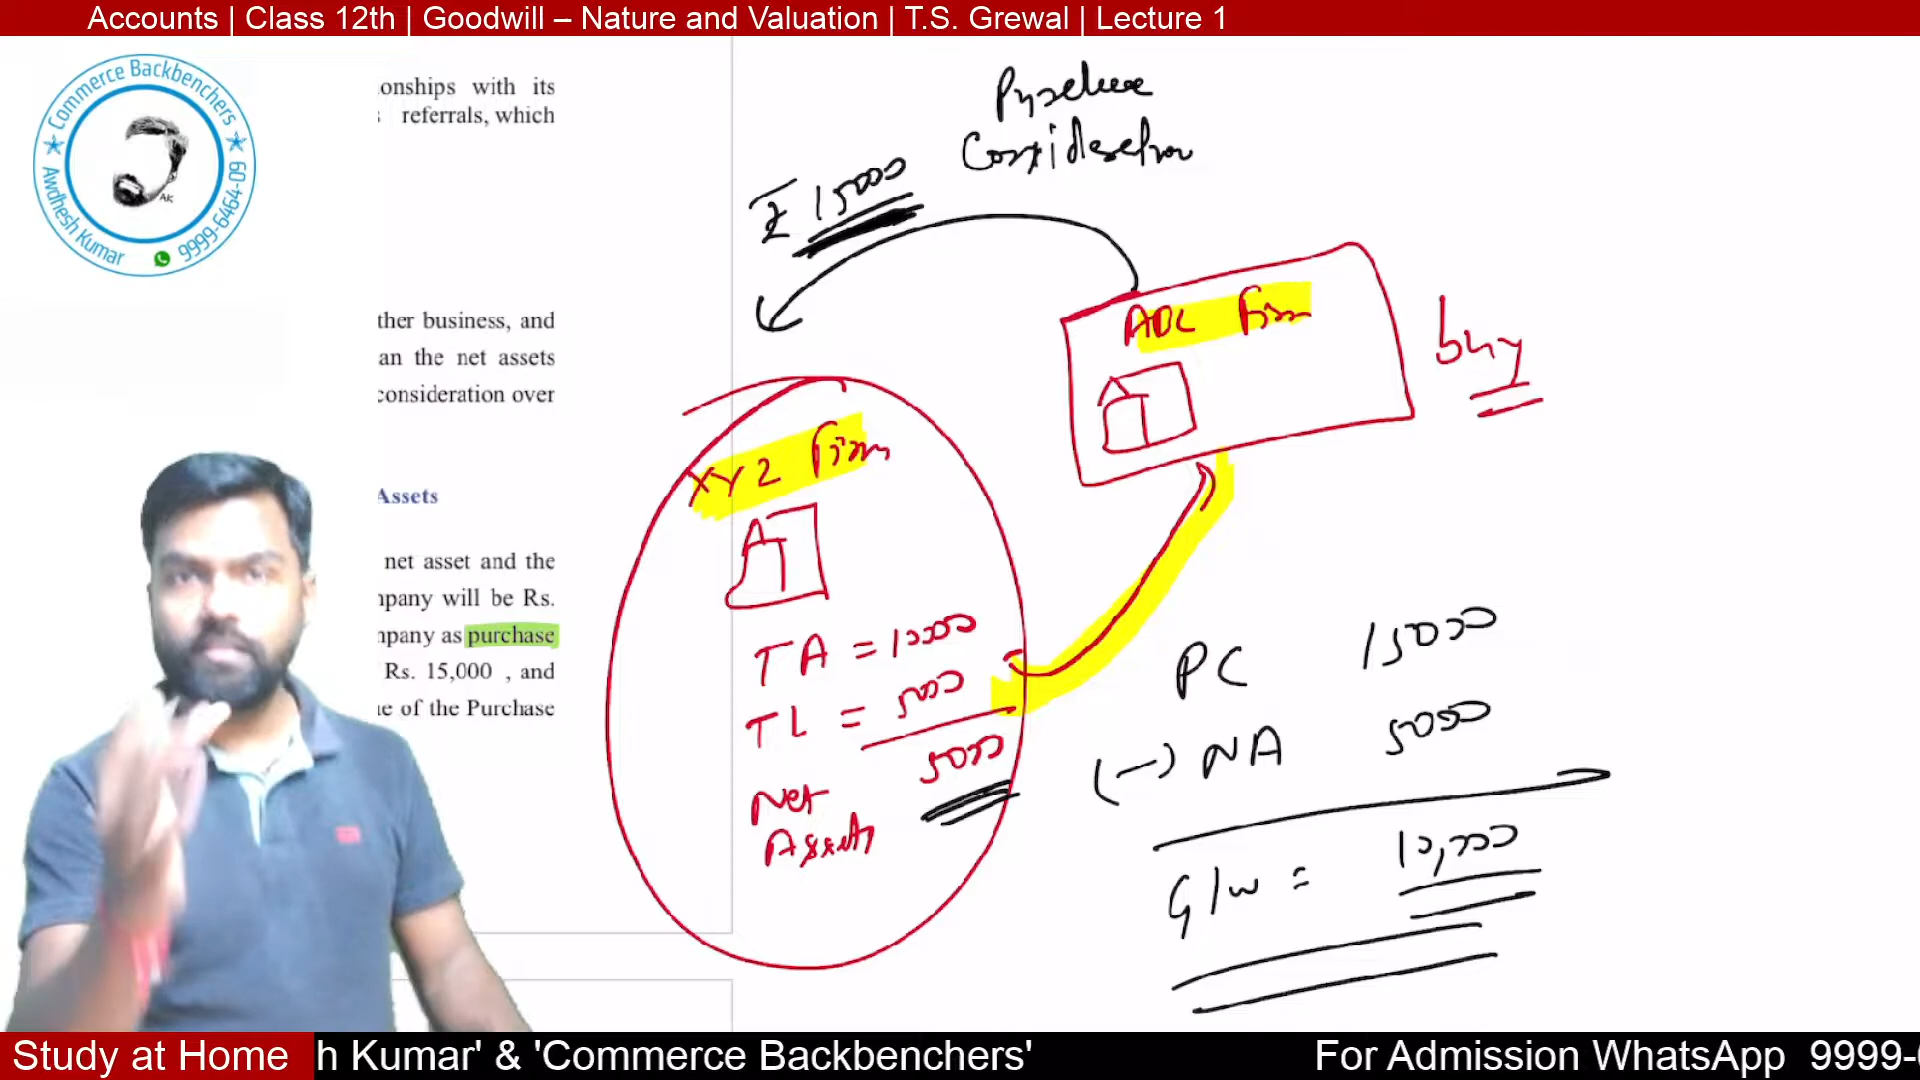 Accounts | Class 12th | Goodwill – Nature and Valuation | T.S. Grewal | Lecture 1
Commerce Backbenchers
Awdhesh Kumar
9999-6464-09
AK
onships with its
referrals, which
ther business, and
an the net assets
consideration over
Assets
net asset and the
npany will be Rs.
npany as purchase
Rs. 15,000 , and
ue of the Purchase
Consideration
₹ 15000
ABC Firm
buy
XYZ Firm
TA = 10000
TL = 5000
5000
Net
Assets
PC 15000
(-) NA 5000
G/W = 10,000
Study at Home
h Kumar' & 'Commerce Backbenchers'
For Admission WhatsApp 9999-